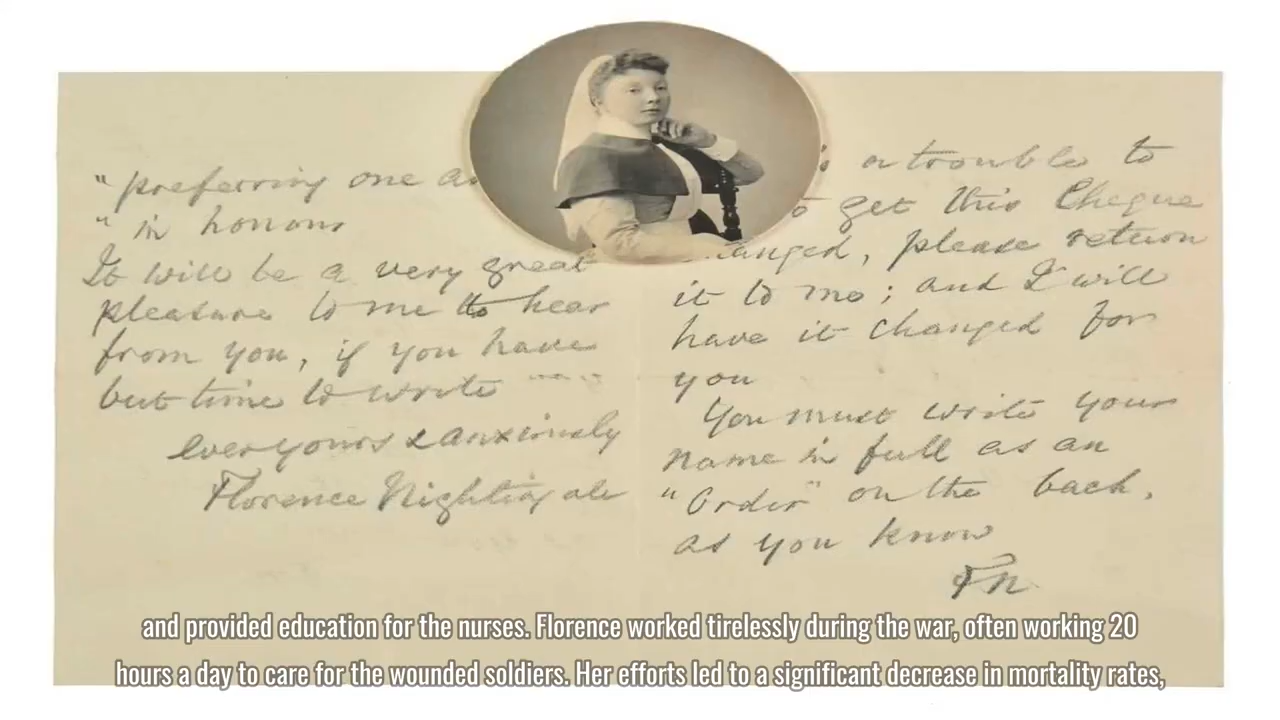 "preferring one an
" in honour
It will be a very great
pleasure to me to hear
from you, if you have
but time to write
ever yours & anxiously
Florence Nightingale
a trouble to
to get this Cheque
changed, please return
it to me; and I will
have it changed for
you
You must write your
name in full as an
"Order" on the back,
as you know
FN
and provided education for the nurses. Florence worked tirelessly during the war, often working 20
hours a day to care for the wounded soldiers. Her efforts led to a significant decrease in mortality rates,